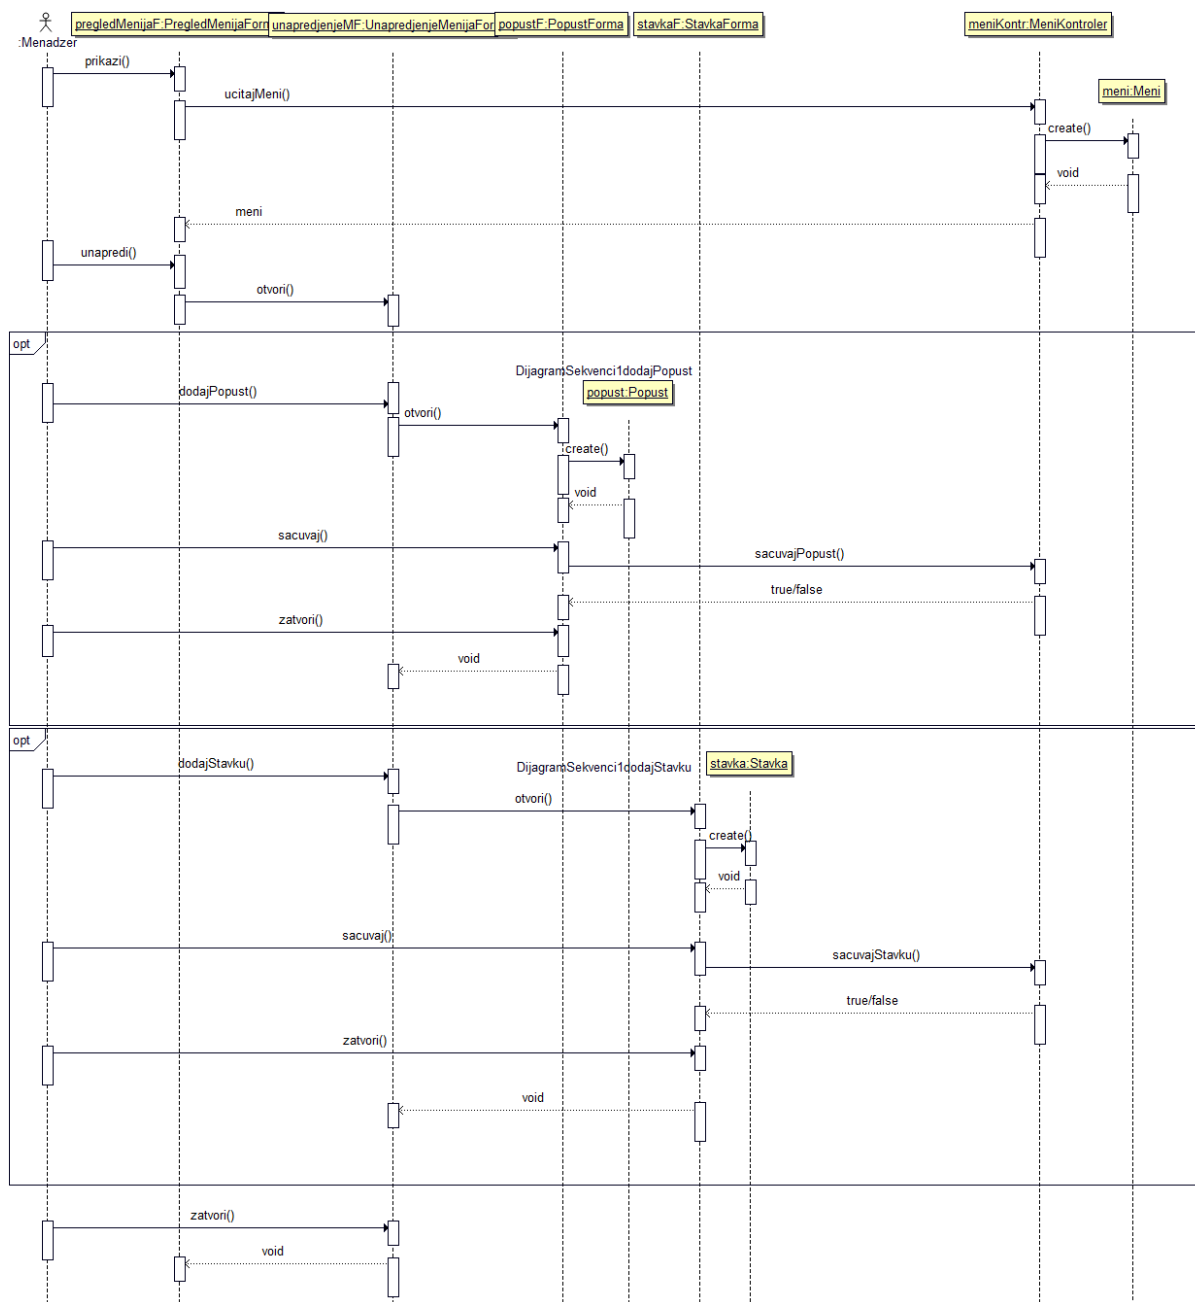 :Menadzer
pregledMenijaF:PregledMenijaForm
unapredjenjeMF:UnapredjenjeMenijaFor
popustF:PopustForma
stavkaF:StavkaForma
meniKontr:MeniKontroler
prikazi()
ucitajMeni()
meni:Meni
create()
void
meni
unapredi()
otvori()
opt
DijagramSekvenci1dodajPopust
dodajPopust()
popust:Popust
otvori()
create()
void
sacuvaj()
sacuvajPopust()
true/false
zatvori()
void
opt
dodajStavku()
DijagramSekvenci1dodajStavku
stavka:Stavka
otvori()
create()
void
sacuvaj()
sacuvajStavku()
true/false
zatvori()
void
zatvori()
void